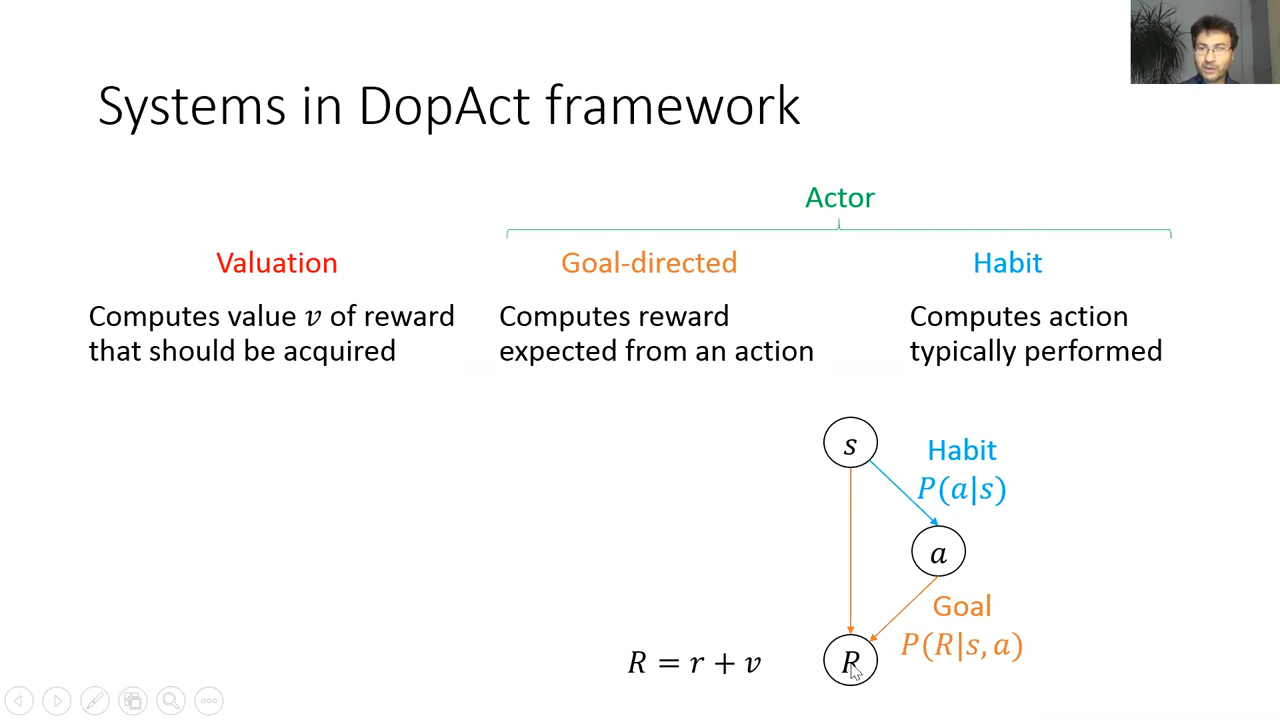 Systems in DopAct framework
Actor
Valuation
Goal-directed
Habit
Computes value v of reward
that should be acquired
Computes reward
expected from an action
Computes action
typically performed
s
Habit
P(a|s)
a
Goal
P(R|s, a)
R = r + v
R